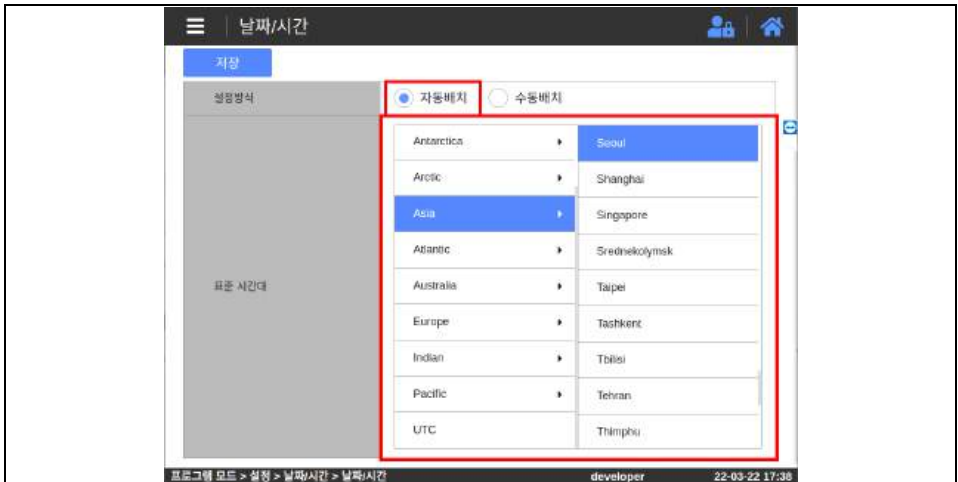 날짜/시간
저장
설정방식
자동배치
수동배치
표준 시간대
Antarctica
Arctic
Asia
Atlantic
Australia
Europe
Indian
Pacific
UTC
Seoul
Shanghai
Singapore
Srednekolymsk
Taipei
Tashkent
Tbilisi
Tehran
Thimphu
프로그램 모드 > 설정 > 날짜/시간 > 날짜/시간
developer
22-03-22 17:38